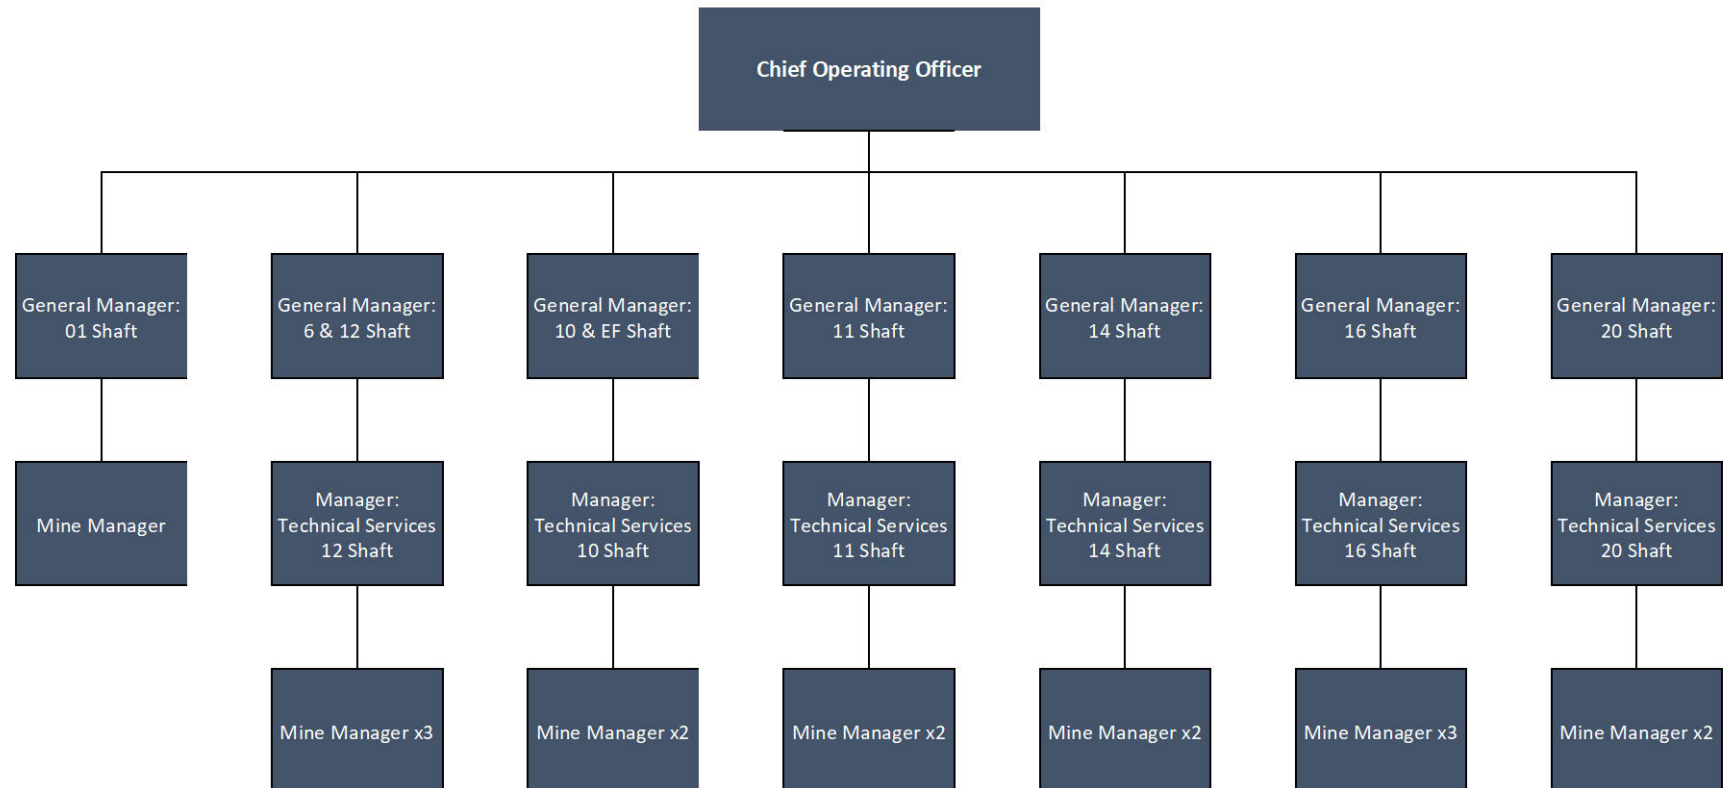 Chief Operating Officer
General Manager:
01 Shaft
General Manager:
6 & 12 Shaft
General Manager:
10 & EF Shaft
General Manager:
11 Shaft
General Manager:
14 Shaft
General Manager:
16 Shaft
General Manager:
20 Shaft
Mine Manager
Manager:
Technical Services
12 Shaft
Manager:
Technical Services
10 Shaft
Manager:
Technical Services
11 Shaft
Manager:
Technical Services
14 Shaft
Manager:
Technical Services
16 Shaft
Manager:
Technical Services
20 Shaft
Mine Manager x3
Mine Manager x2
Mine Manager x2
Mine Manager x2
Mine Manager x3
Mine Manager x2